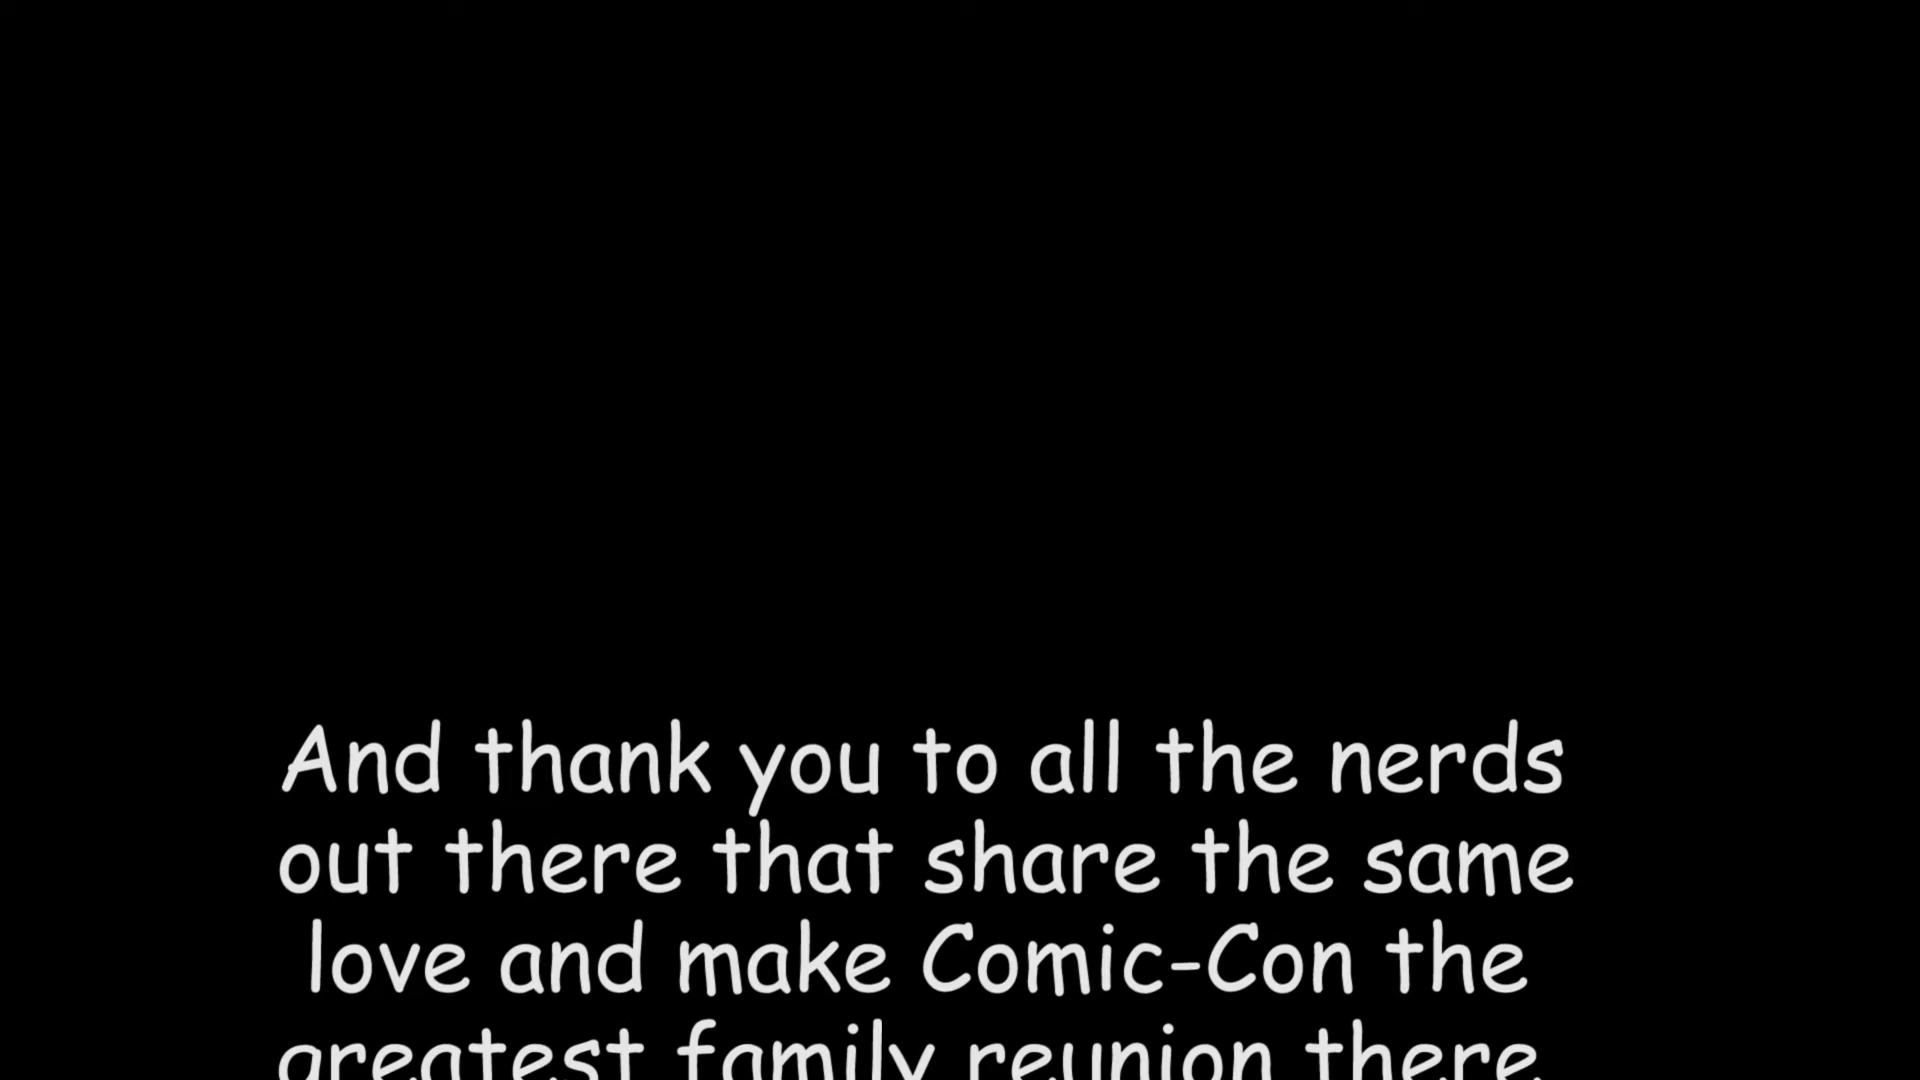 And thank you to all the nerds
out there that share the same
love and make Comic-Con the
greatest family reunion there